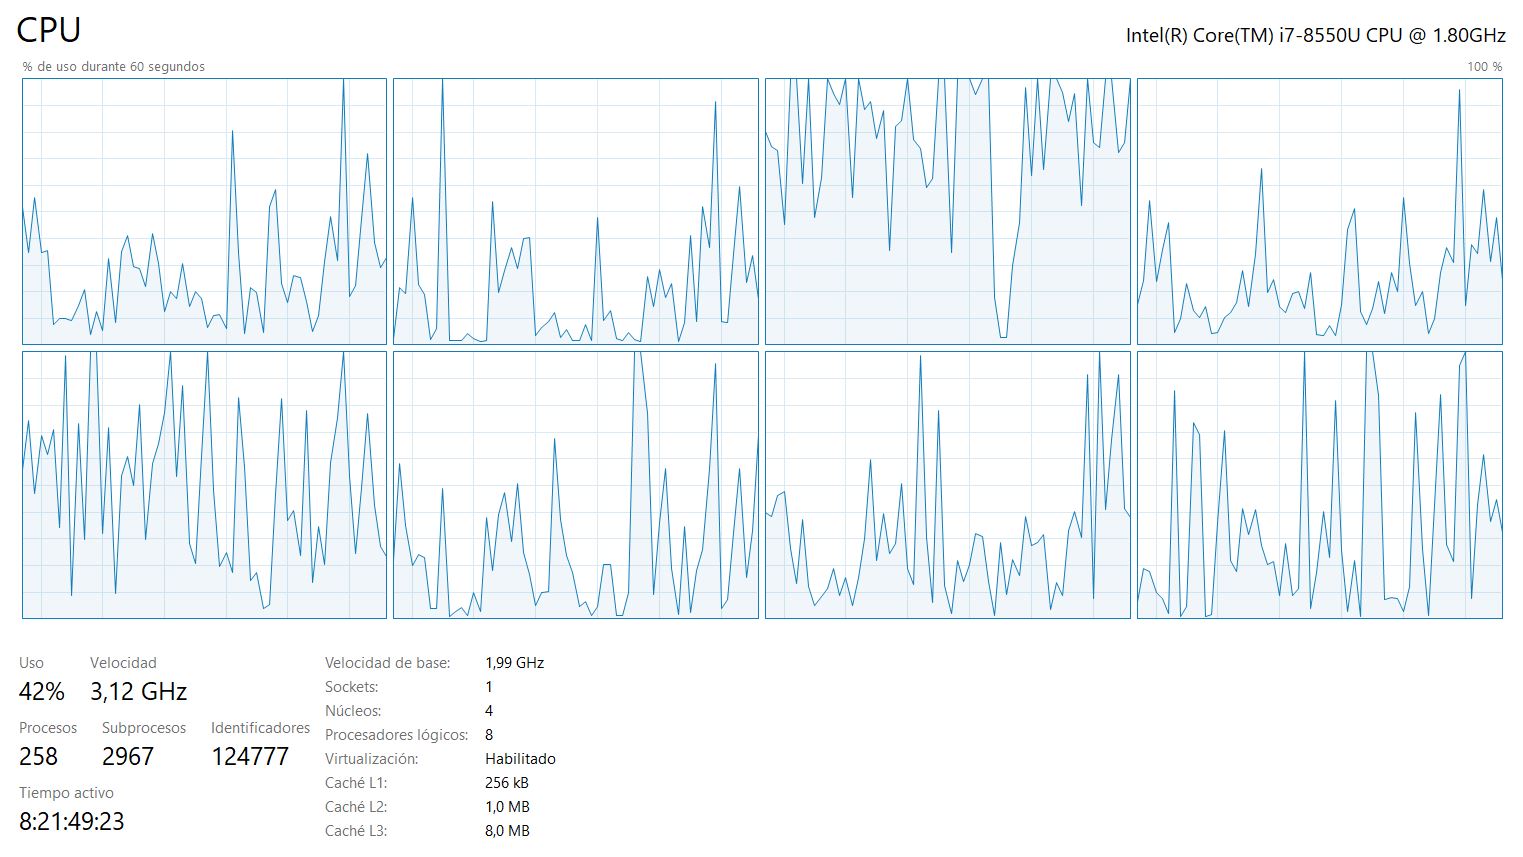 CPU
Intel(R) Core(TM) i7-8550U CPU @ 1.80GHz
% de uso durante 60 segundos
100 %
Uso
Velocidad
42%
3,12 GHz
Procesos
Subprocesos
Identificadores
258
2967
124777
Tiempo activo
8:21:49:23
Velocidad de base: 1,99 GHz
Sockets: 1
Núcleos: 4
Procesadores lógicos: 8
Virtualización: Habilitado
Caché L1: 256 kB
Caché L2: 1,0 MB
Caché L3: 8,0 MB